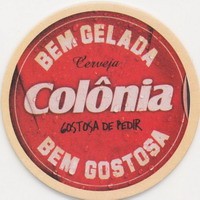 BEM GELADA
Cerveja
Colônia
GOSTOSA DE PEDIR
BEM GOSTOSA